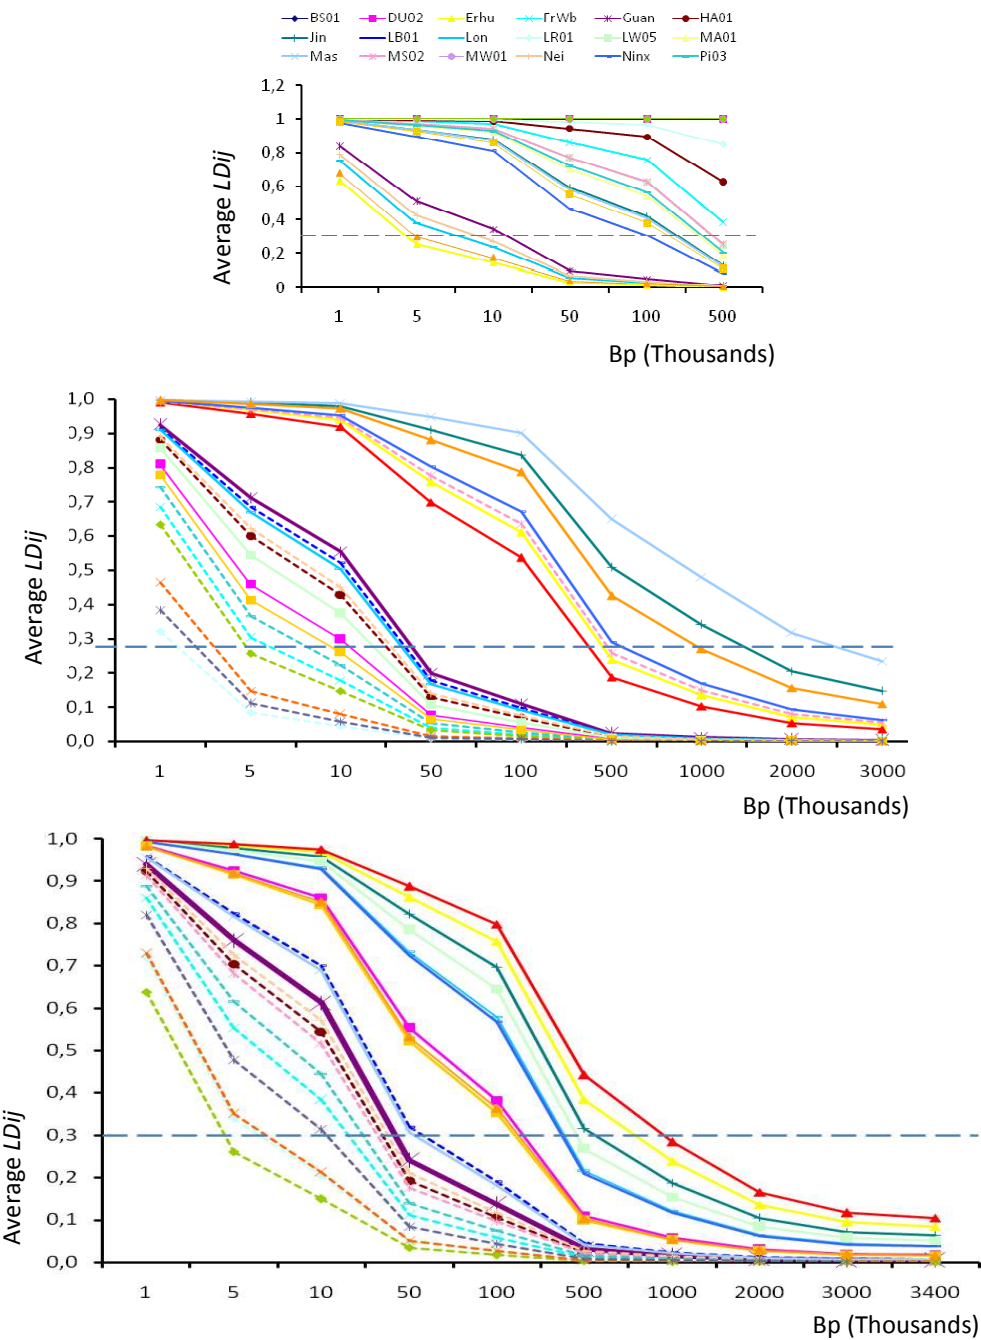 BS01 DU02 Erhu FrWb Guan HA01
Jin LB01 Lon LR01 LW05 MA01
Mas MS02 MW01 Nei Ninx Pi03
1,2
1
0,8
0,6
0,4
0,2
0
Average LDij
1 5 10 50 100 500
Bp (Thousands)
1,0
0,9
0,8
0,7
0,6
0,5
0,4
0,3
0,2
0,1
0,0
Average LDij
1 5 10 50 100 500 1000 2000 3000
Bp (Thousands)
1,0
0,9
0,8
0,7
0,6
0,5
0,4
0,3
0,2
0,1
0,0
Average LDij
1 5 10 50 100 500 1000 2000 3000 3400
Bp (Thousands)